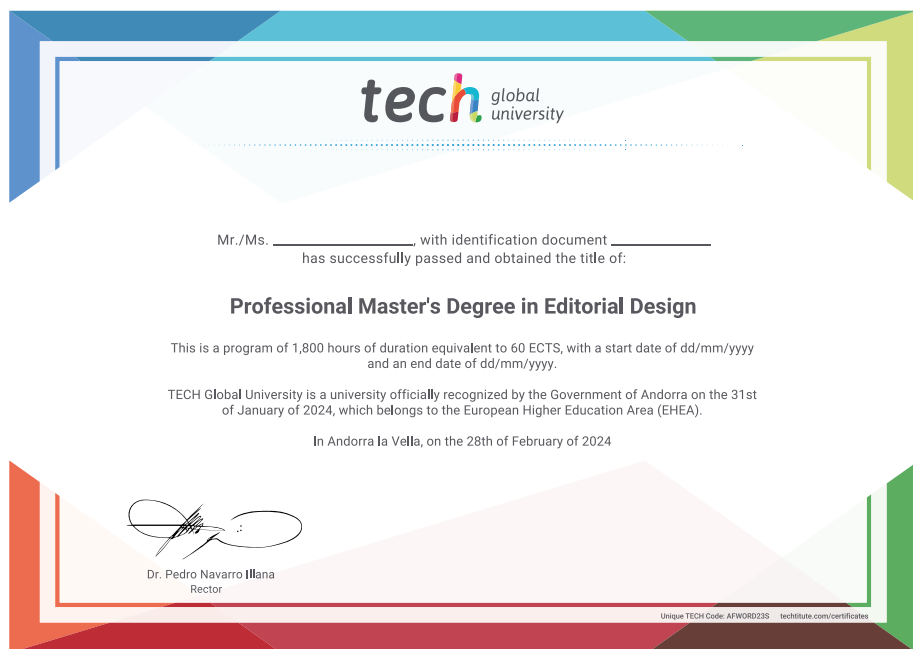 tech global
university
Mr./Ms. ____________________, with identification document ______________
has successfully passed and obtained the title of:
Professional Master's Degree in Editorial Design
This is a program of 1,800 hours of duration equivalent to 60 ECTS, with a start date of dd/mm/yyyy
and an end date of dd/mm/yyyy.
TECH Global University is a university officially recognized by the Government of Andorra on the 31st
of January of 2024, which belongs to the European Higher Education Area (EHEA).
In Andorra la Vella, on the 28th of February of 2024
Dr. Pedro Navarro Illana
Rector
Unique TECH Code: AFWORD23S techtitute.com/certificates